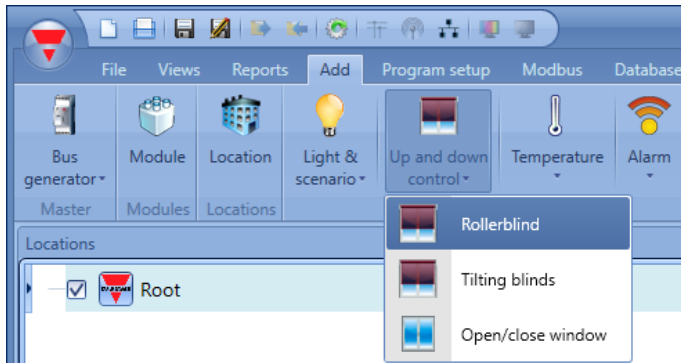 File Views Reports Add Program setup Modbus Database
Bus generator
Module
Location
Light & scenario
Up and down control
Temperature
Alarm
Master Modules Locations
Rollerblind
Locations
Tilting blinds
Root
Open/close window